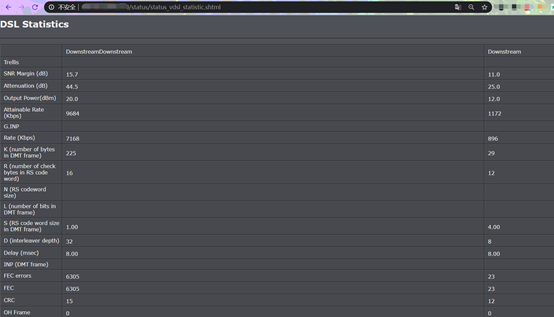 不安全
/status/status_vdsl_statistic.shtml
DSL Statistics
DownstreamDownstream Downstream
Trellis
SNR Margin (dB) 15.7 11.0
Attenuation (dB) 44.5 25.0
Output Power(dBm) 20.0 12.0
Attainable Rate
(Kbps) 9684 1172
G.INP
Rate (Kbps) 7168 896
K (number of bytes
in DMT frame) 225 29
R (number of check
bytes in RS code
word) 16 12
N (RS codeword
size)
L (number of bits in
DMT frame)
S (RS code word size
in DMT frame) 1.00 4.00
D (interleaver depth) 32 8
Delay (msec) 8.00 8.00
INP (DMT frame)
FEC errors 6305 23
FEC 6305 23
CRC 15 12
OH Frame 0 0